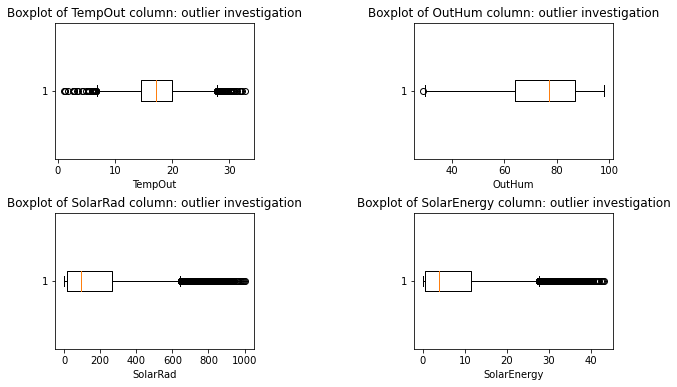 Boxplot of TempOut column: outlier investigation
1
0 10 20 30
TempOut
Boxplot of OutHum column: outlier investigation
1
40 60 80 100
OutHum
Boxplot of SolarRad column: outlier investigation
1
0 200 400 600 800 1000
SolarRad
Boxplot of SolarEnergy column: outlier investigation
1
0 10 20 30 40
SolarEnergy